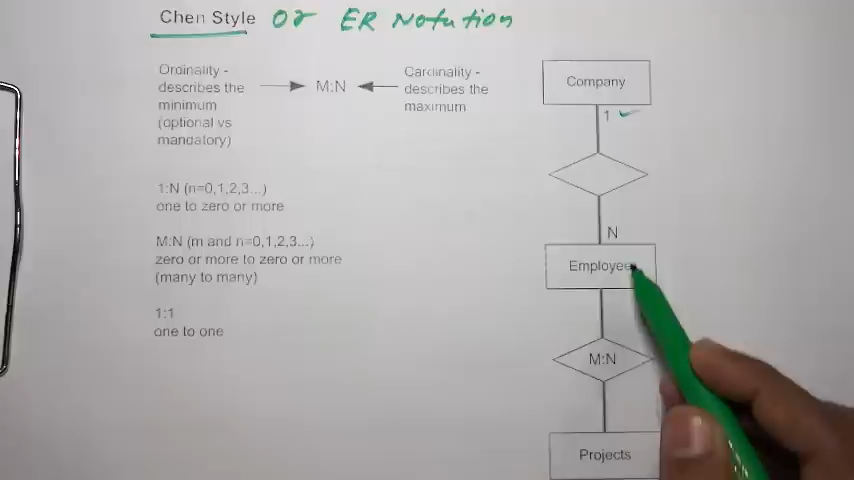 Chen Style or ER Notation
Ordinality -
describes the
minimum
(optional vs
mandatory)
M:N
Cardinality -
describes the
maximum
1:N (n=0,1,2,3...)
one to zero or more
M:N (m and n=0,1,2,3...)
zero or more to zero or more
(many to many)
1:1
one to one
Company
1
N
Employee
M:N
Projects